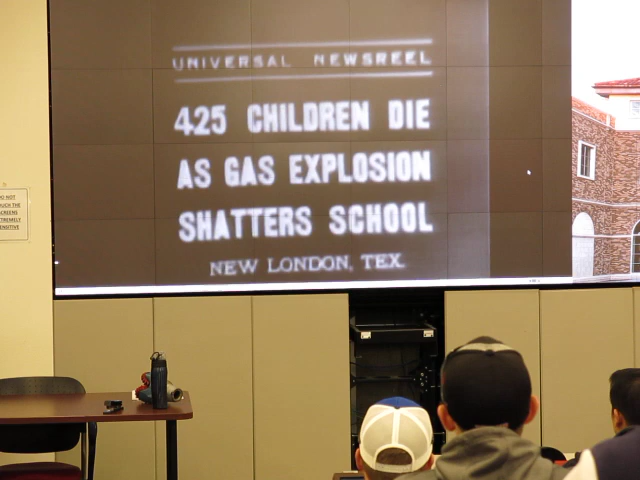 UNIVERSAL NEWSREEL
425 CHILDREN DIE
AS GAS EXPLOSION
SHATTERS SCHOOL
NEW LONDON, TEX.
DO NOT
TOUCH THE
SCREENS
EXTREMELY
SENSITIVE